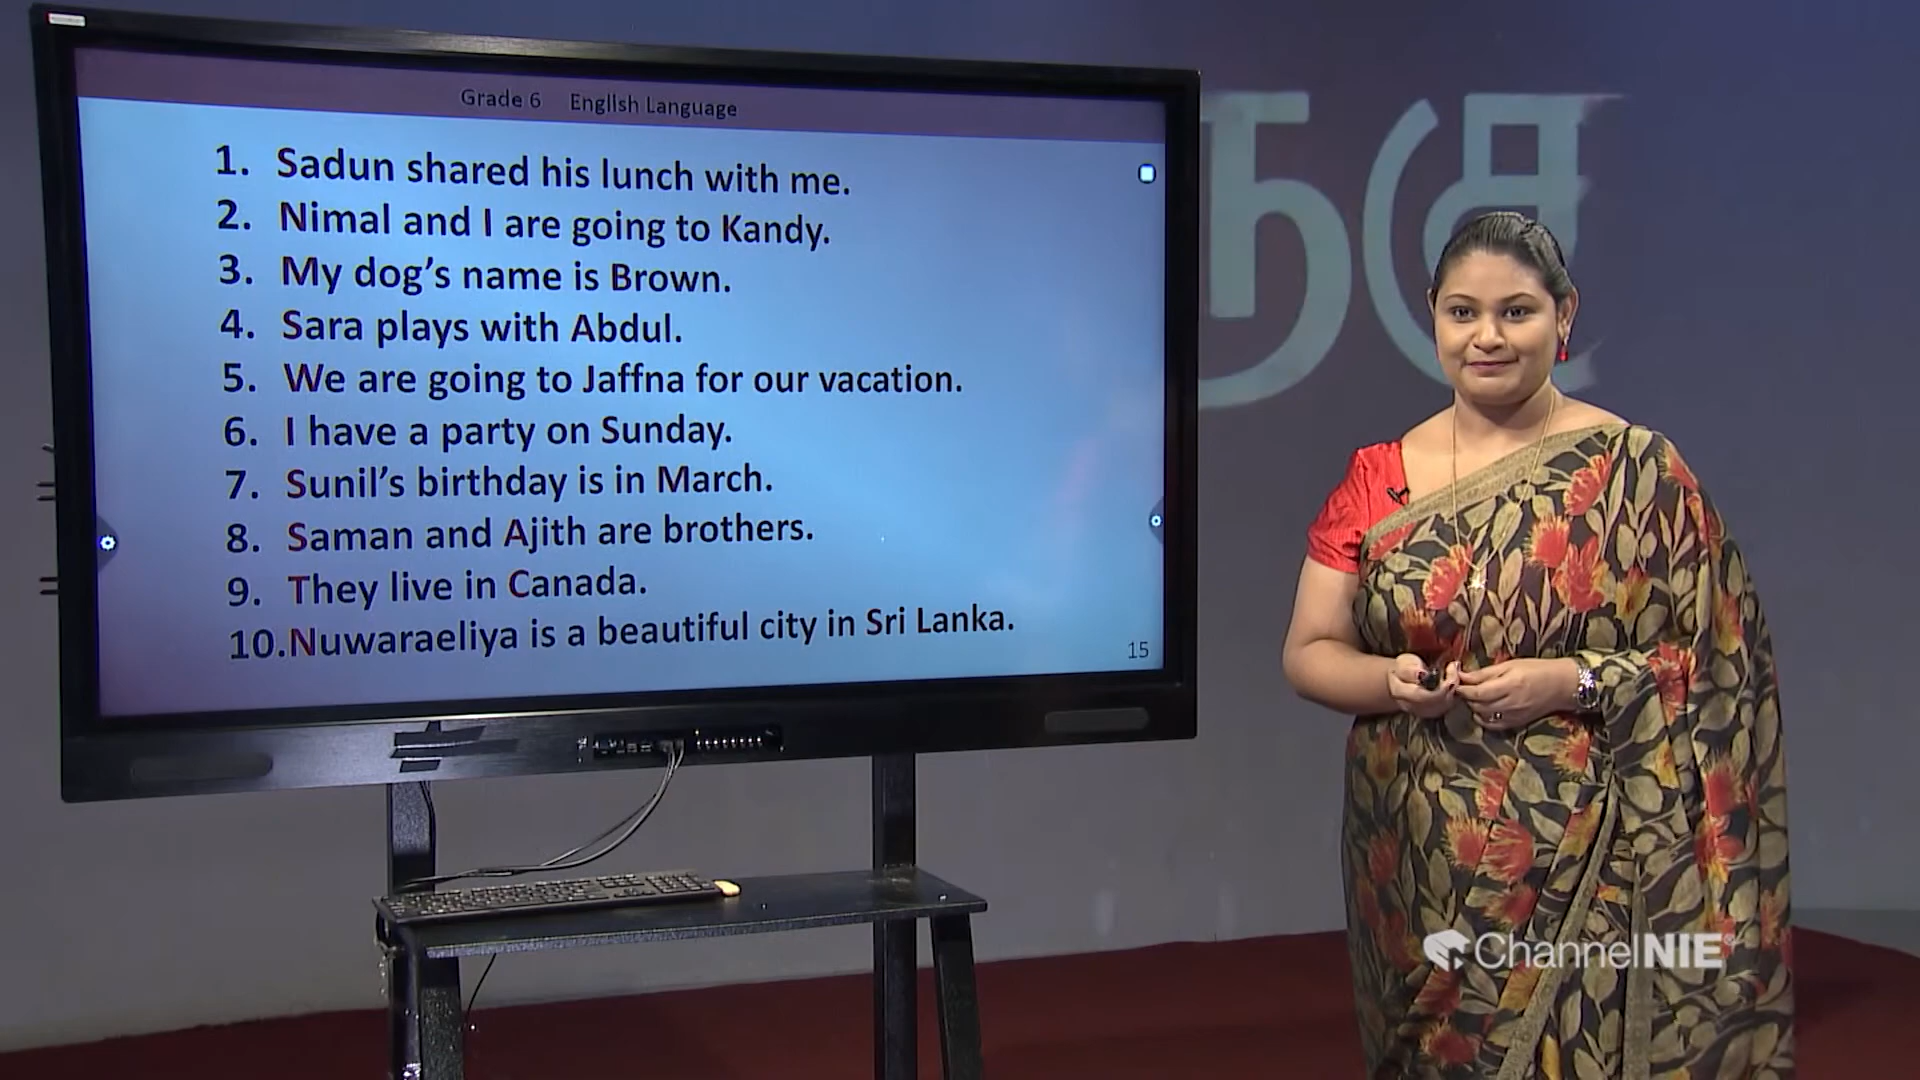 Grade 6 English Language
1. Sadun shared his lunch with me.
2. Nimal and I are going to Kandy.
3. My dog’s name is Brown.
4. Sara plays with Abdul.
5. We are going to Jaffna for our vacation.
6. I have a party on Sunday.
7. Sunil’s birthday is in March.
8. Saman and Ajith are brothers.
9. They live in Canada.
10.Nuwaraeliya is a beautiful city in Sri Lanka.
15
ChannelNIE